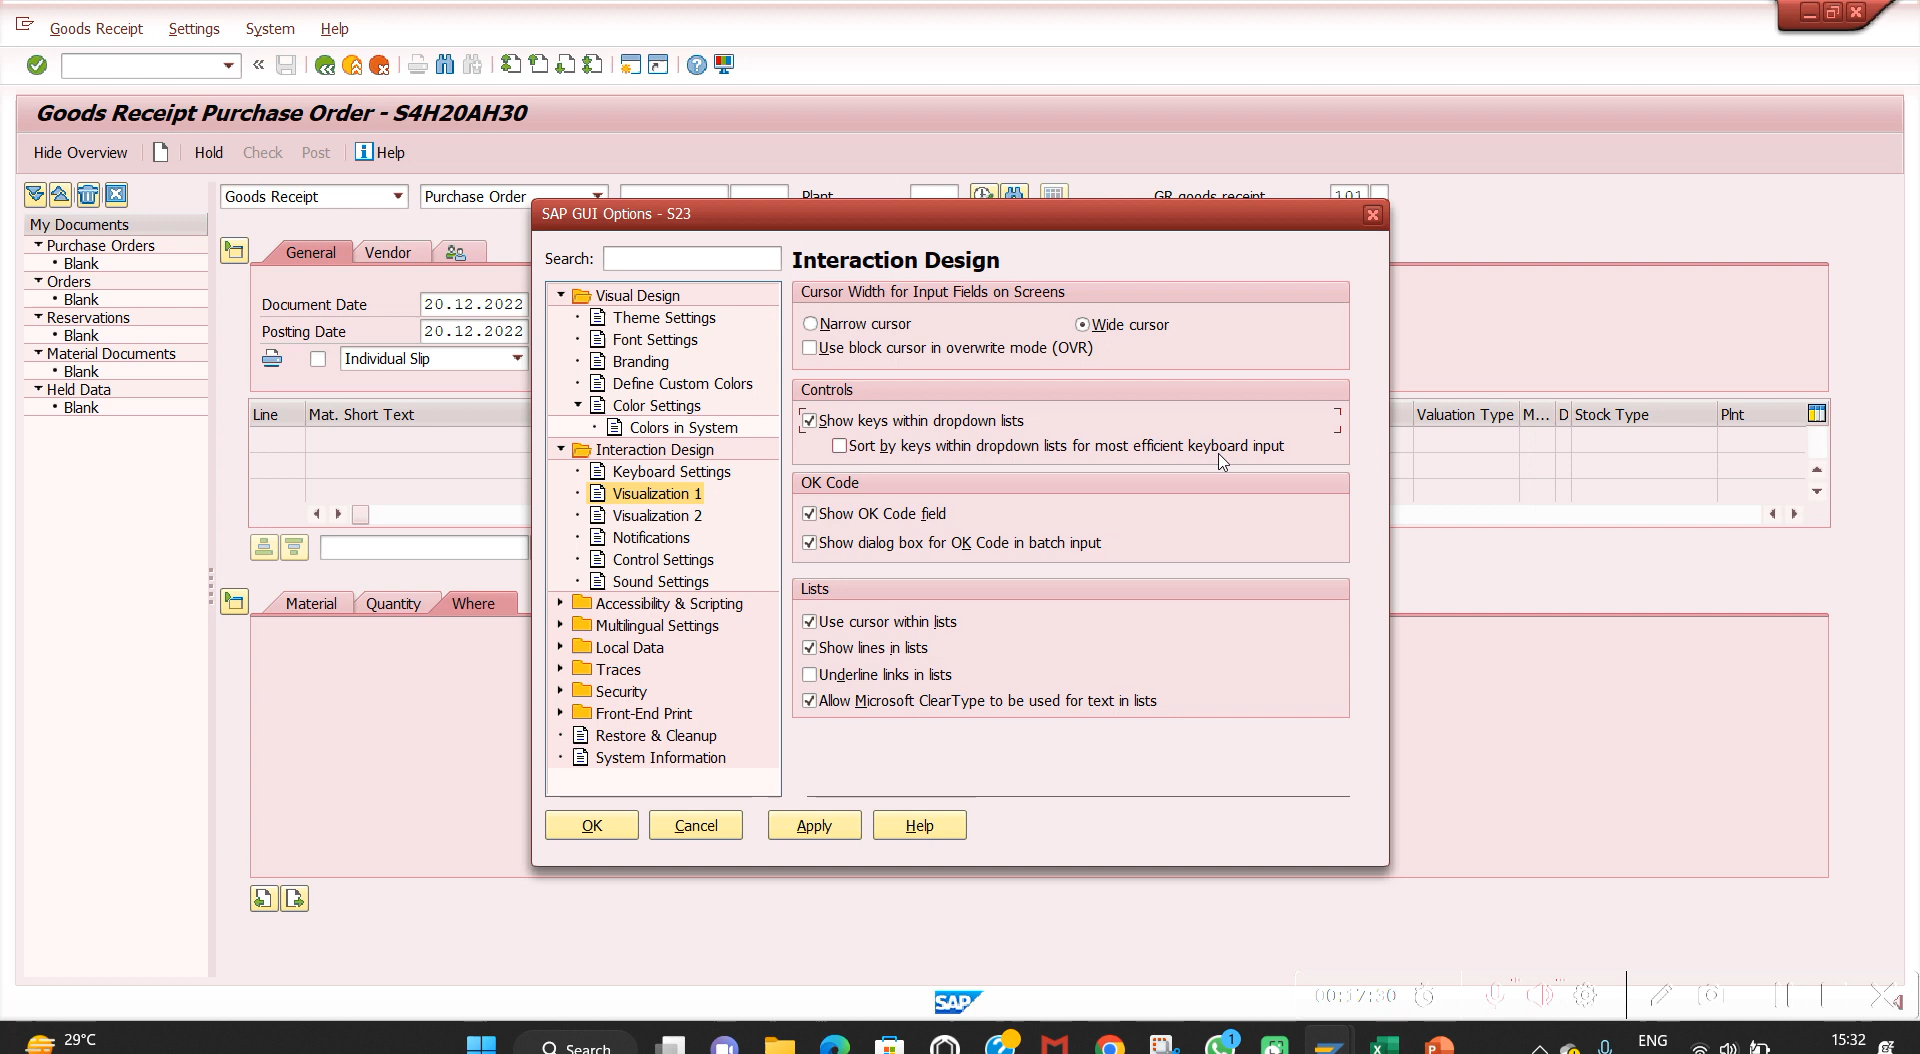 Goods Receipt Settings System Help
Goods Receipt Purchase Order - S4H20AH30
Hide Overview Hold Check Post Help
Goods Receipt Purchase Order Plant GR goods receipt 101
My Documents
Purchase Orders
Blank
Orders
Blank
Reservations
Blank
Material Documents
Blank
Held Data
Blank
General Vendor
Document Date 20.12.2022
Posting Date 20.12.2022
Individual Slip
Line Mat. Short Text
Valuation Type M... D Stock Type Plnt
Material Quantity Where
SAP GUI Options - S23
Search:
Visual Design
Theme Settings
Font Settings
Branding
Define Custom Colors
Color Settings
Colors in System
Interaction Design
Keyboard Settings
Visualization 1
Visualization 2
Notifications
Control Settings
Sound Settings
Accessibility & Scripting
Multilingual Settings
Local Data
Traces
Security
Front-End Print
Restore & Cleanup
System Information
Interaction Design
Cursor Width for Input Fields on Screens
Narrow cursor Wide cursor
Use block cursor in overwrite mode (OVR)
Controls
Show keys within dropdown lists
Sort by keys within dropdown lists for most efficient keyboard input
OK Code
Show OK Code field
Show dialog box for OK Code in batch input
Lists
Use cursor within lists
Show lines in lists
Underline links in lists
Allow Microsoft ClearType to be used for text in lists
OK Cancel Apply Help
SAP
00:17:30
29°C Search 1 ENG 15:32